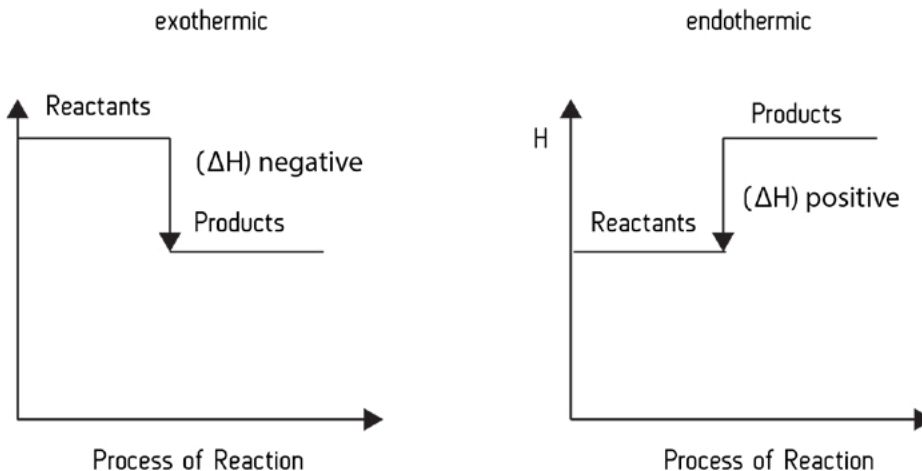 exothermic
Reactants
(ΔH) negative
Products
Process of Reaction
endothermic
H
Products
(ΔH) positive
Reactants
Process of Reaction